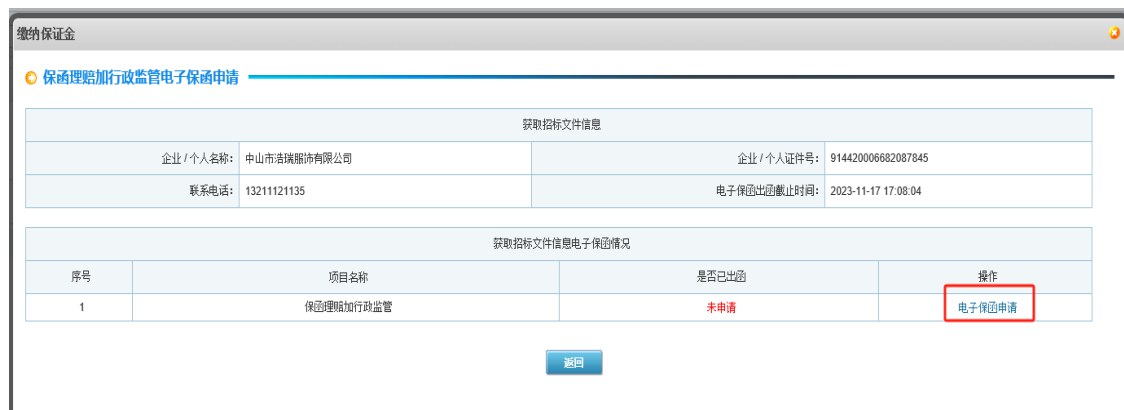 缴纳保证金
保函理赔加行政监管电子保函申请
获取招标文件信息
企业 / 个人名称: 中山市浩瑞服饰有限公司 企业 / 个人证件号: 914420006682087845
联系电话: 13211121135 电子保函出函截止时间: 2023-11-17 17:08:04
获取招标文件信息电子保函情况
序号 项目名称 是否已出函 操作
1 保函理赔加行政监管 未申请 电子保函申请
返回